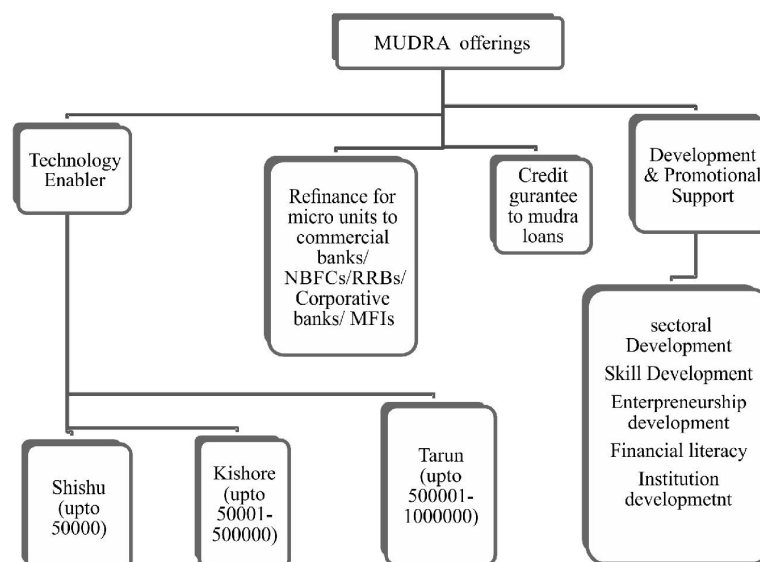 MUDRA offerings
Technology
Enabler
Refinance for
micro units to
commercial
banks/
NBFCs/RRBs/
Corporative
banks/ MFIs
Credit
gurantee
to mudra
loans
Development
& Promotional
Support
sectoral
Development
Skill Development
Enterpreneurship
development
Financial literacy
Institution
developmetnt
Shishu
(upto
50000)
Kishore
(upto
50001-
500000)
Tarun
(upto
500001-
1000000)